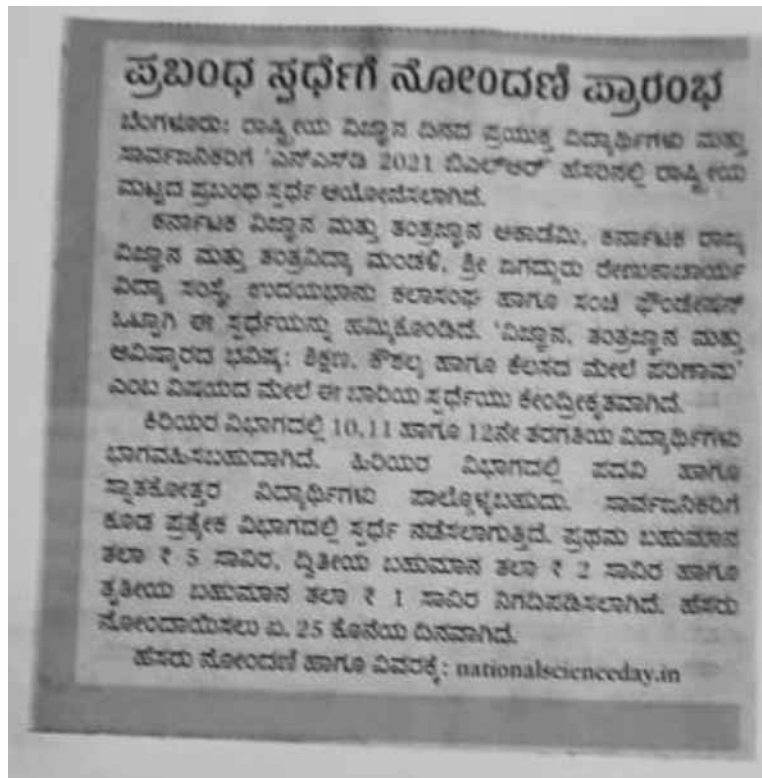 ಪ್ರಬಂಧ ಸ್ಪರ್ಧೆಗೆ ನೋಂದಣಿ ಪ್ರಾರಂಭ
ಬೆಂಗಳೂರು: ರಾಷ್ಟ್ರೀಯ ವಿಜ್ಞಾನ ದಿನದ ಪ್ರಯುಕ್ತ ವಿದ್ಯಾರ್ಥಿಗಳು ಮತ್ತು
ಸಾರ್ವಜನಿಕರಿಗೆ 'ಎನ್‌ಎಸ್‌ಡಿ 2021 ಬಿಎಲ್‌ಆರ್' ಹೆಸರಿನಲ್ಲಿ ರಾಷ್ಟ್ರೀಯ
ಮಟ್ಟದ ಪ್ರಬಂಧ ಸ್ಪರ್ಧೆ ಆಯೋಜಿಸಲಾಗಿದೆ.
ಕರ್ನಾಟಕ ವಿಜ್ಞಾನ ಮತ್ತು ತಂತ್ರಜ್ಞಾನ ಅಕಾಡೆಮಿ, ಕರ್ನಾಟಕ ರಾಜ್ಯ
ವಿಜ್ಞಾನ ಮತ್ತು ತಂತ್ರವಿದ್ಯಾ ಮಂಡಳಿ, ಶ್ರೀ ಜಗದ್ಗುರು ರೇಣುಕಾಚಾರ್ಯ
ವಿದ್ಯಾ ಸಂಸ್ಥೆ, ಉದಯಭಾನು ಕಲಾಸಂಘ ಹಾಗೂ ಸಂಚಿ ಫೌಂಡೇಷನ್
ಒಟ್ಟಾಗಿ ಈ ಸ್ಪರ್ಧೆಯನ್ನು ಹಮ್ಮಿಕೊಂಡಿದೆ. 'ವಿಜ್ಞಾನ, ತಂತ್ರಜ್ಞಾನ ಮತ್ತು
ಆವಿಷ್ಕಾರದ ಭವಿಷ್ಯ: ಶಿಕ್ಷಣ, ಕೌಶಲ್ಯ ಹಾಗೂ ಕೆಲಸದ ಮೇಲೆ ಪರಿಣಾಮ'
ಎಂಬ ವಿಷಯದ ಮೇಲೆ ಈ ಬಾರಿಯ ಸ್ಪರ್ಧೆಯು ಕೇಂದ್ರೀಕೃತವಾಗಿದೆ.
ಕಿರಿಯರ ವಿಭಾಗದಲ್ಲಿ 10,11 ಹಾಗೂ 12ನೇ ತರಗತಿಯ ವಿದ್ಯಾರ್ಥಿಗಳು
ಭಾಗವಹಿಸಬಹುದಾಗಿದೆ. ಹಿರಿಯರ ವಿಭಾಗದಲ್ಲಿ ಪದವಿ ಹಾಗೂ
ಸ್ನಾತಕೋತ್ತರ ವಿದ್ಯಾರ್ಥಿಗಳು ಪಾಲ್ಗೊಳ್ಳಬಹುದು. ಸಾರ್ವಜನಿಕರಿಗೆ
ಕೂಡ ಪ್ರತ್ಯೇಕ ವಿಭಾಗದಲ್ಲಿ ಸ್ಪರ್ಧೆ ನಡೆಸಲಾಗುತ್ತಿದೆ. ಪ್ರಥಮ ಬಹುಮಾನ
ತಲಾ ₹ 5 ಸಾವಿರ, ದ್ವಿತೀಯ ಬಹುಮಾನ ತಲಾ ₹ 2 ಸಾವಿರ ಹಾಗೂ
ತೃತೀಯ ಬಹುಮಾನ ತಲಾ ₹ 1 ಸಾವಿರ ನಿಗದಿಪಡಿಸಲಾಗಿದೆ. ಹೆಸರು
ನೋಂದಾಯಿಸಲು ಏ. 25 ಕೊನೆಯ ದಿನವಾಗಿದೆ.
ಹೆಸರು ನೋಂದಣಿ ಹಾಗೂ ವಿವರಕ್ಕೆ: nationalscienceday.in